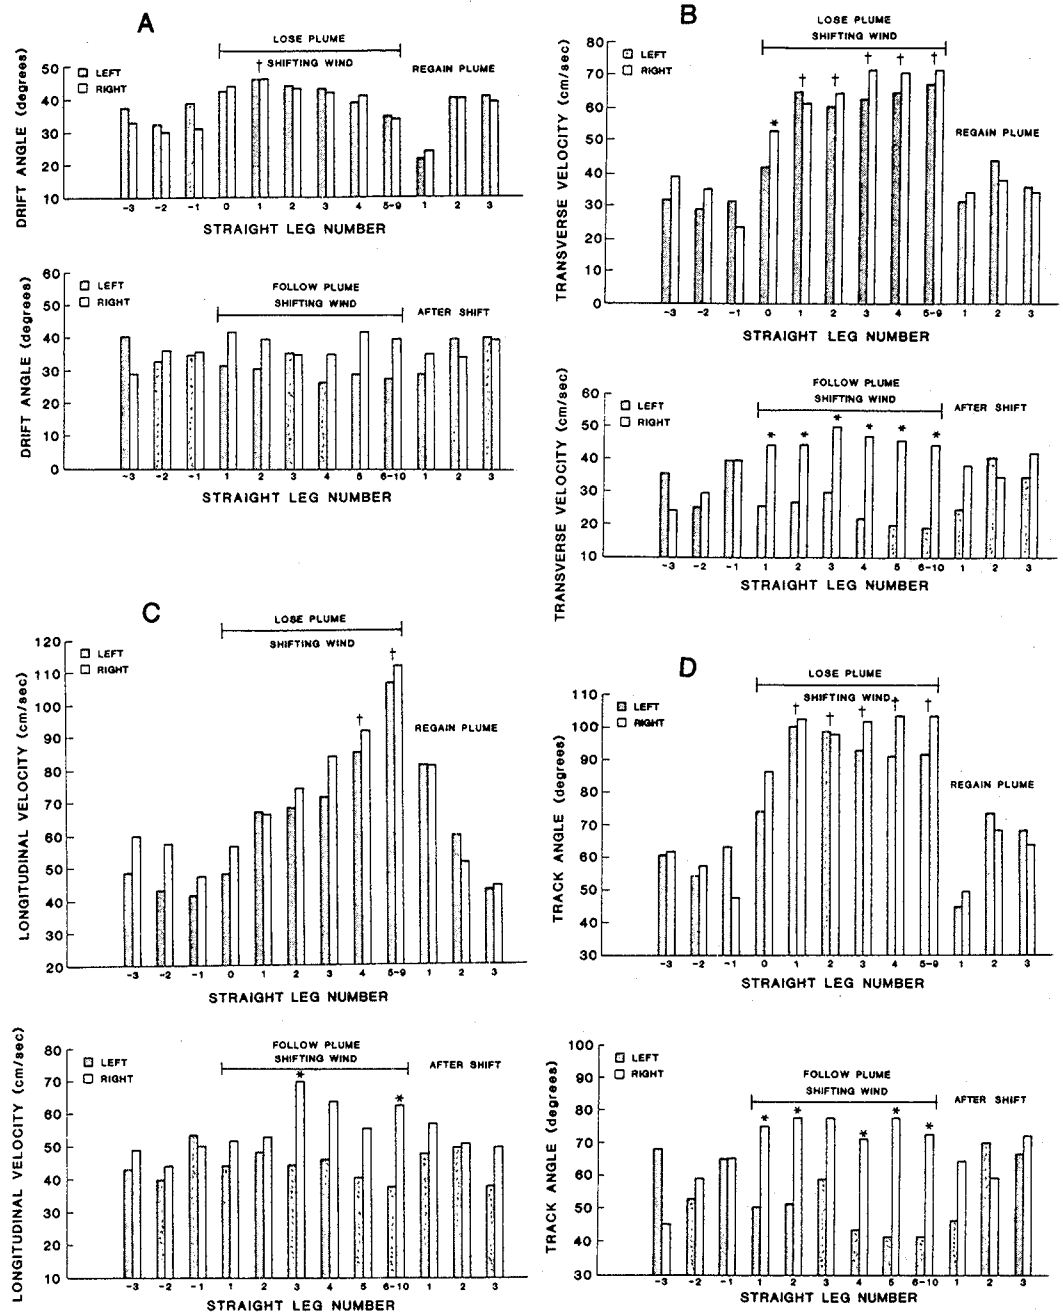 A
LOSE PLUME
SHIFTING WIND
REGAIN PLUME
LEFT
RIGHT
DRIFT ANGLE (degrees)
50
40
30
20
10
-3 -2 -1 0 1 2 3 4 5-9 1 2 3
†
STRAIGHT LEG NUMBER
FOLLOW PLUME
SHIFTING WIND
AFTER SHIFT
LEFT
RIGHT
DRIFT ANGLE (degrees)
60
50
40
30
20
10
0
-3 -2 -1 1 2 3 4 5 6-10 1 2 3
STRAIGHT LEG NUMBER
B
LOSE PLUME
SHIFTING WIND
REGAIN PLUME
LEFT
RIGHT
TRANSVERSE VELOCITY (cm/sec)
80
70
60
50
40
30
20
10
0
* † † † † †
-3 -2 -1 0 1 2 3 4 5-9 1 2 3
STRAIGHT LEG NUMBER
FOLLOW PLUME
SHIFTING WIND
AFTER SHIFT
LEFT
RIGHT
TRANSVERSE VELOCITY (cm/sec)
60
50
40
30
20
10
* * * * * *
-3 -2 -1 1 2 3 4 5 6-10 1 2 3
STRAIGHT LEG NUMBER
C
LOSE PLUME
SHIFTING WIND
REGAIN PLUME
LEFT
RIGHT
LONGITUDINAL VELOCITY (cm/sec)
120
110
100
90
80
70
60
50
40
30
20
† †
-3 -2 -1 0 1 2 3 4 5-9 1 2 3
STRAIGHT LEG NUMBER
FOLLOW PLUME
SHIFTING WIND
AFTER SHIFT
LEFT
RIGHT
LONGITUDINAL VELOCITY (cm/sec)
80
70
60
50
40
30
20
10
* *
-3 -2 -1 1 2 3 4 5 6-10 1 2 3
STRAIGHT LEG NUMBER
D
LOSE PLUME
SHIFTING WIND
REGAIN PLUME
LEFT
RIGHT
TRACK ANGLE (degrees)
110
100
90
80
70
60
50
40
30
† † † † †
-3 -2 -1 0 1 2 3 4 5-9 1 2 3
STRAIGHT LEG NUMBER
FOLLOW PLUME
SHIFTING WIND
AFTER SHIFT
LEFT
RIGHT
TRACK ANGLE (degrees)
100
90
80
70
60
50
40
30
* * * * *
-3 -2 -1 1 2 3 4 5 6-10 1 2 3
STRAIGHT LEG NUMBER